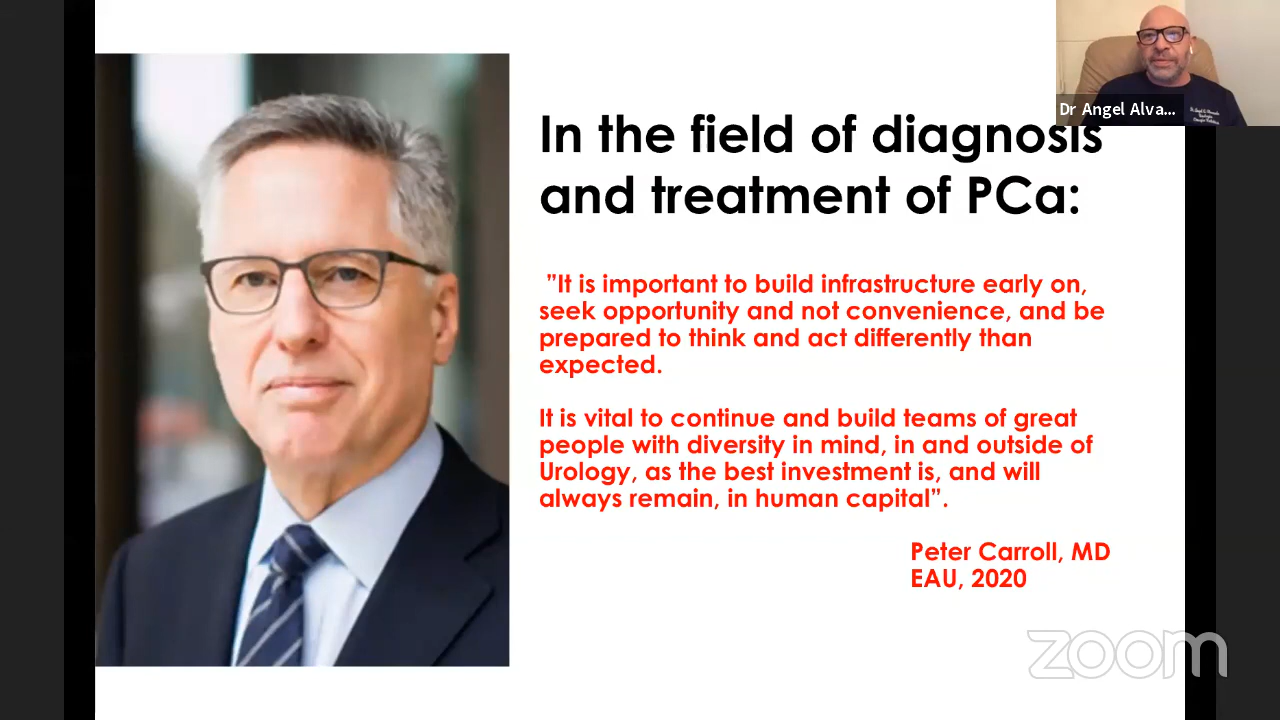 Dr Angel Alva...
In the field of diagnosis
and treatment of PCa:
”It is important to build infrastructure early on,
seek opportunity and not convenience, and be
prepared to think and act differently than
expected.
It is vital to continue and build teams of great
people with diversity in mind, in and outside of
Urology, as the best investment is, and will
always remain, in human capital”.
Peter Carroll, MD
EAU, 2020
zoom